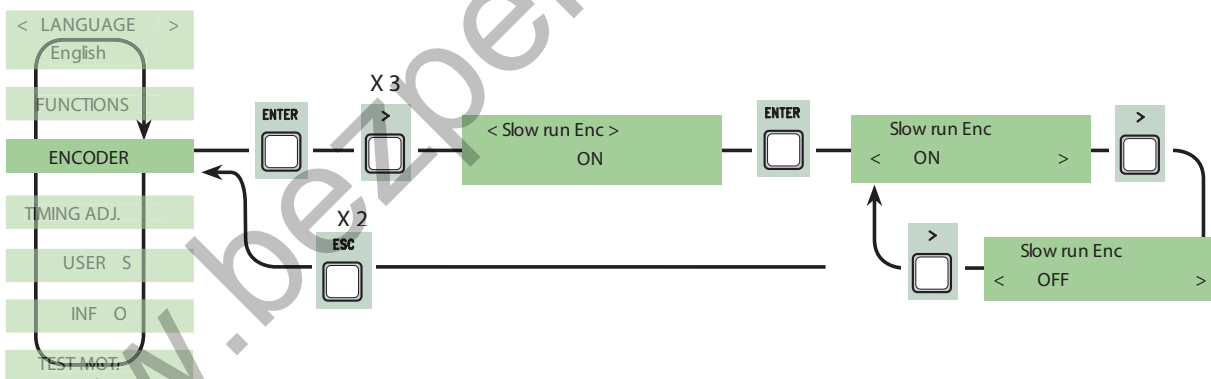 < LANGUAGE >
English
FUNCTIONS
ENCODER
TIMING ADJ.
USER S
INF O
TEST MOT.
ENTER
X 3
>
< Slow run Enc >
ON
ENTER
Slow run Enc
< ON >
>
Slow run Enc
< OFF >
>
X 2
ESC